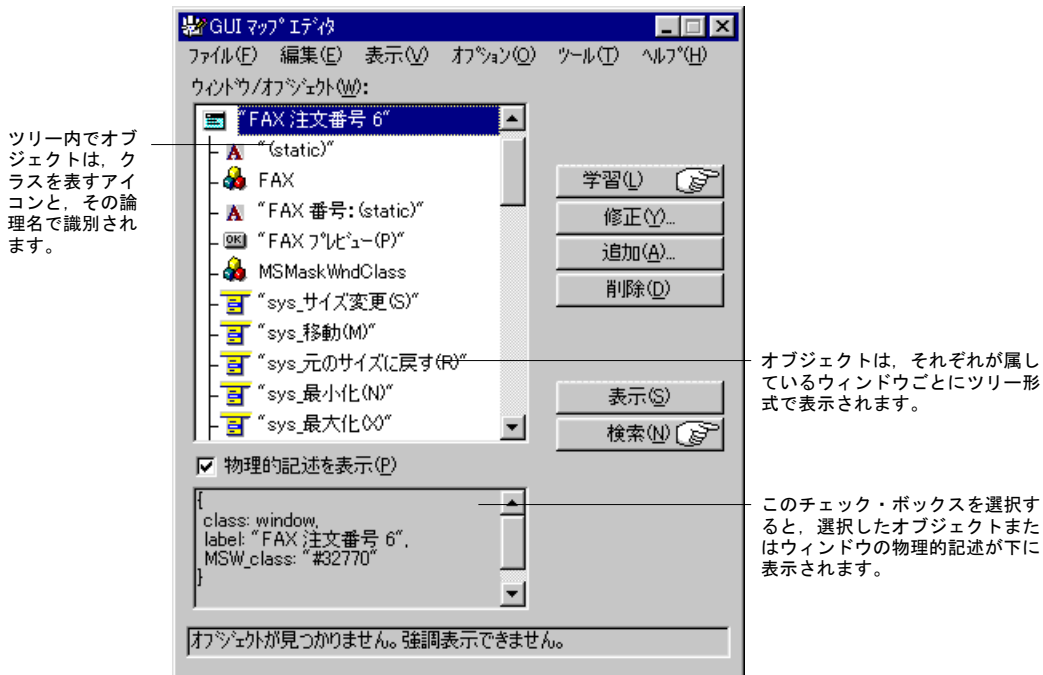 GUI マップ エディタ
ファイル(F) 編集(E) 表示(V) オプション(O) ツール(T) ヘルプ(H)
ウィンドウ/オブジェクト(W):
"FAX 注文番号 6"
"(static)"
FAX
"FAX 番号:(static)"
OK
"FAX プレビュー(P)"
MSMaskWndClass
"sys_サイズ変更(S)"
"sys_移動(M)"
"sys_元のサイズに戻す(R)"
"sys_最小化(N)"
"sys_最大化(X)"
学習(L)
修正(Y)...
追加(A)...
削除(D)
表示(S)
検索(N)
物理的記述を表示(P)
{
class: window,
label: "FAX 注文番号 6",
MSW_class: "#32770"
}
オブジェクトが見つかりません。強調表示できません。
ツリー内でオブ
ジェクトは,ク
ラスを表すアイ
コンと,その論
理名で識別され
ます。
オブジェクトは,それぞれが属し
ているウィンドウごとにツリー形
式で表示されます。
このチェック・ボックスを選択す
ると,選択したオブジェクトまた
はウィンドウの物理的記述が下に
表示されます。